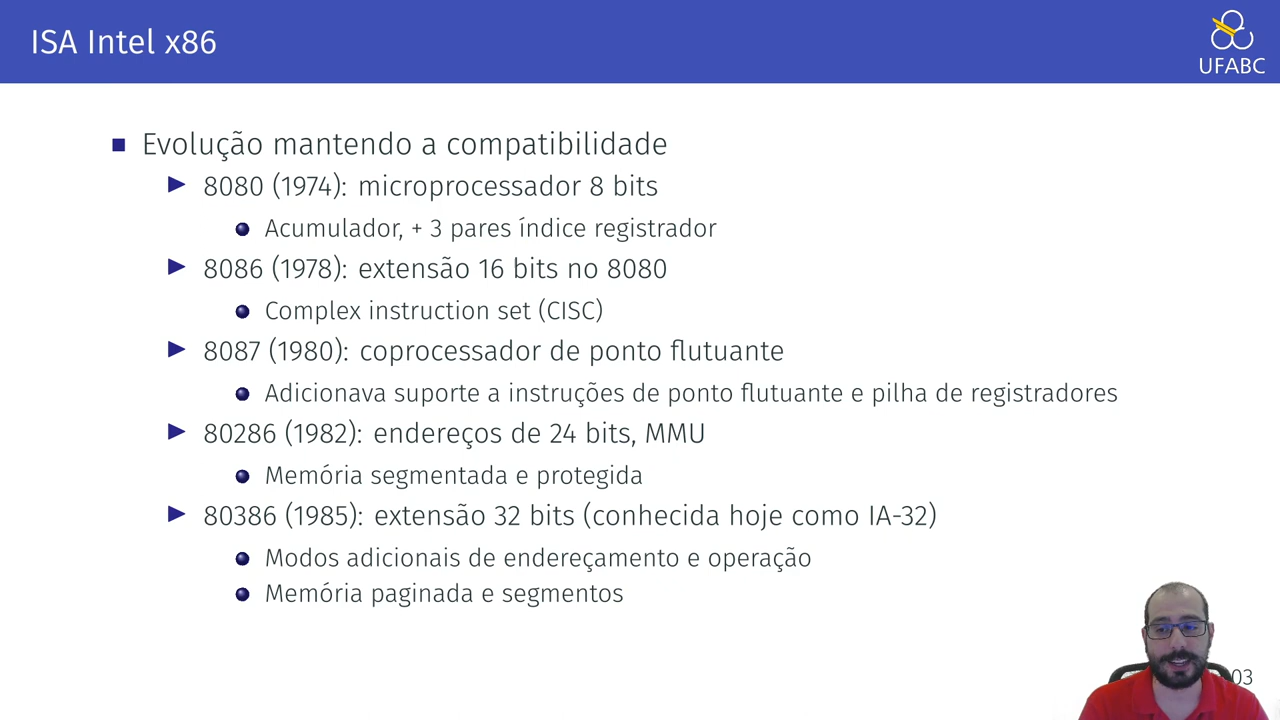 ISA Intel x86
UFABC
Evolução mantendo a compatibilidade
8080 (1974): microprocessador 8 bits
Acumulador, + 3 pares índice registrador
8086 (1978): extensão 16 bits no 8080
Complex instruction set (CISC)
8087 (1980): coprocessador de ponto flutuante
Adicionava suporte a instruções de ponto flutuante e pilha de registradores
80286 (1982): endereços de 24 bits, MMU
Memória segmentada e protegida
80386 (1985): extensão 32 bits (conhecida hoje como IA-32)
Modos adicionais de endereçamento e operação
Memória paginada e segmentos